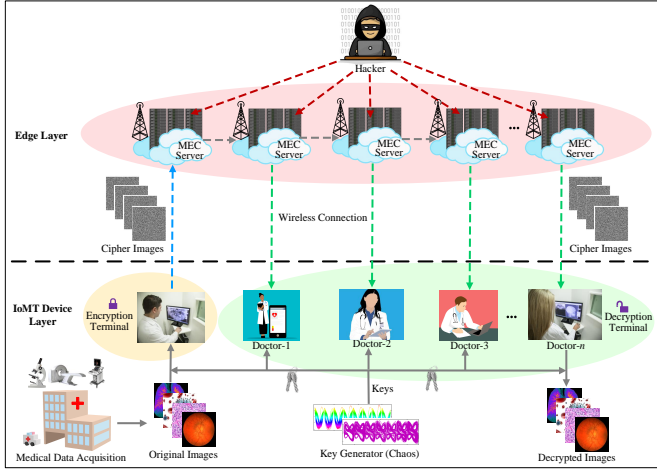 Hacker
Edge Layer
MEC
Server
MEC
Server
MEC
Server
MEC
Server
...
MEC
Server
Cipher Images
Wireless Connection
Cipher Images
IoMT Device
Layer
Encryption
Terminal
Doctor-1
Doctor-2
Doctor-3
...
Doctor-n
Decryption
Terminal
Keys
Medical Data Acquisition
Original Images
Key Generator (Chaos)
Decrypted Images